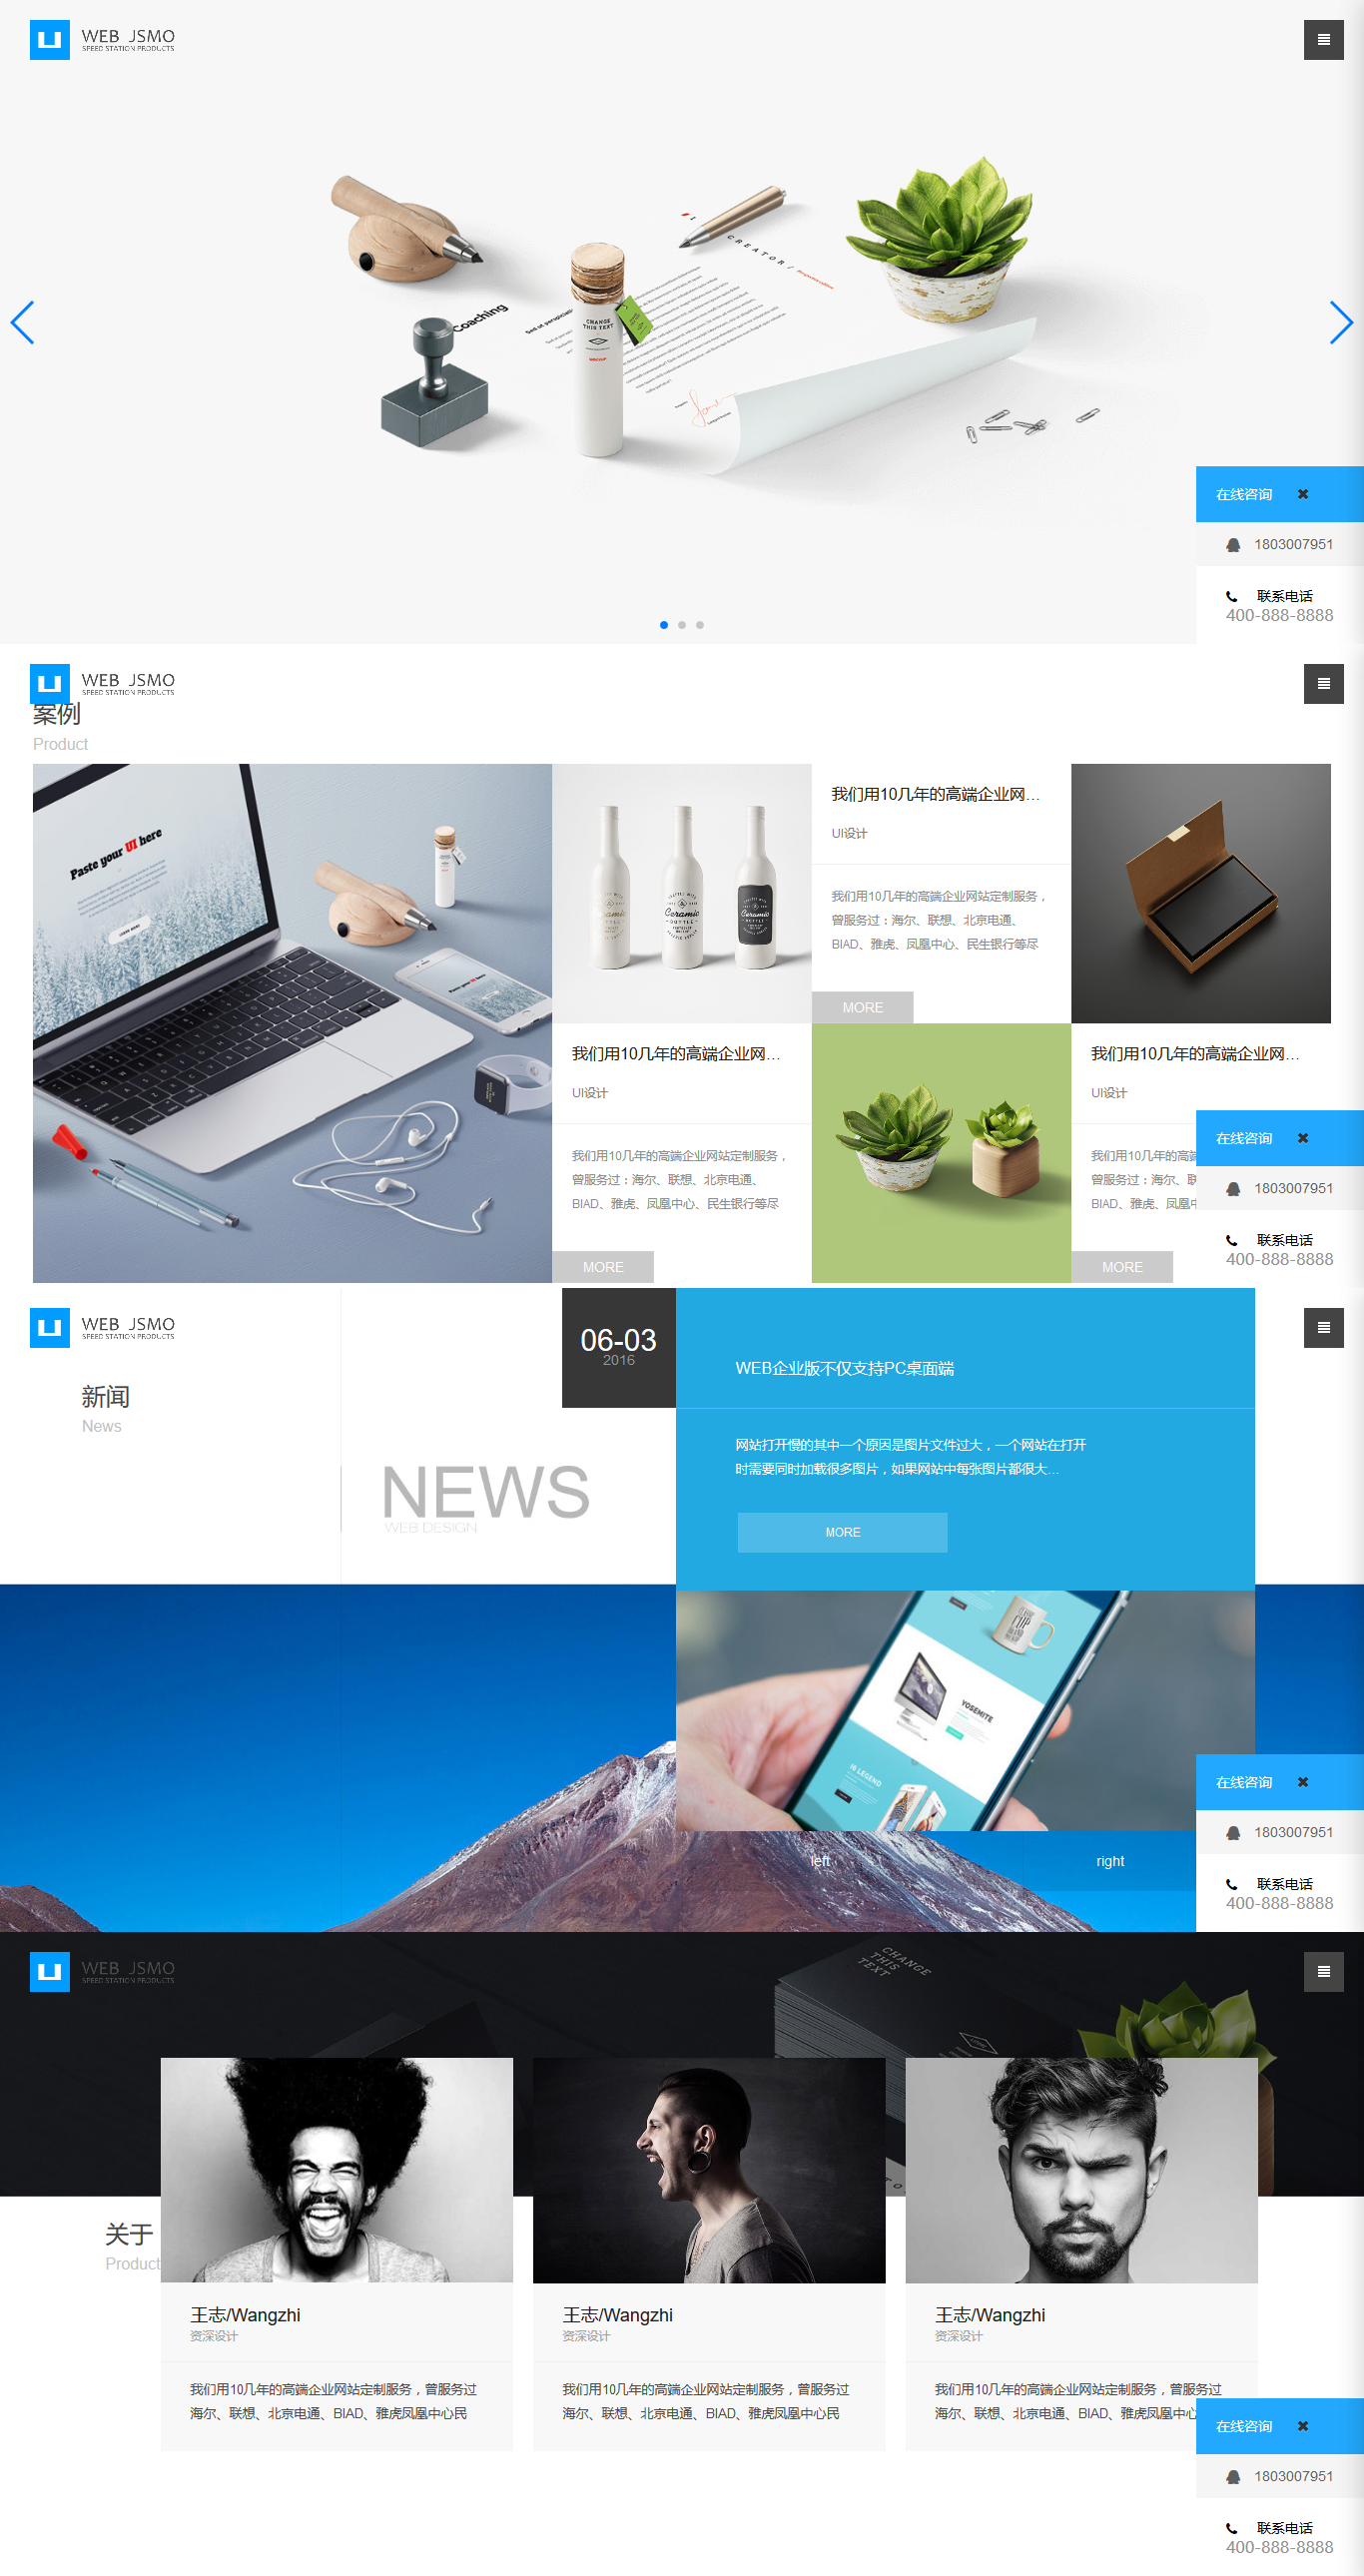 WEB JSMO
SPEED STATION PRODUCTS
CREATOR/
Coaching
Sed ut perspiciatis
CHANGE
THIS TEXT
在线咨询
1803007951
联系电话
400-888-8888
WEB JSMO
SPEED STATION PRODUCTS
案例
Product
Paste your UI here
LEARN MORE
Ceramic
BOTTLE
Ceramic
BOTTLE
Ceramic
BOTTLE
我们用10几年的高端企业网...
UI设计
我们用10几年的高端企业网站定制服务，
曾服务过：海尔、联想、北京电通、
BIAD、雅虎、凤凰中心、民生银行等尽
MORE
我们用10几年的高端企业网...
UI设计
我们用10几年的高端企业网站定制服务，
曾服务过：海尔、联想、北京电通、
BIAD、雅虎、凤凰中心、民生银行等尽
MORE
我们用10几年的高端企业网...
UI设计
我们用10几年的高
曾服务过：海尔、
BIAD、雅虎、凤凰
MORE
在线咨询
1803007951
联系电话
400-888-8888
WEB JSMO
SPEED STATION PRODUCTS
新闻
News
NEWS
WEB DESIGN
06-03
2016
WEB企业版不仅支持PC桌面端
网站打开慢的其中一个原因是图片文件过大，一个网站在打开
时需要同时加载很多图片，如果网站中每张图片都很大...
MORE
CUP
YOSEMITE
I6 LEGEND
left
right
在线咨询
1803007951
联系电话
400-888-8888
WEB JSMO
SPEED STATION PRODUCTS
CHANGE
THIS
TEXT
关于
Product
王志/Wangzhi
资深设计
我们用10几年的高端企业网站定制服务，曾服务过
海尔、联想、北京电通、BIAD、雅虎凤凰中心民
王志/Wangzhi
资深设计
我们用10几年的高端企业网站定制服务，曾服务过
海尔、联想、北京电通、BIAD、雅虎凤凰中心民
王志/Wangzhi
资深设计
我们用10几年的高端企业网站定制服务，曾服务过
海尔、联想、北京电通、BIAD、雅虎凤凰中心
在线咨询
1803007951
联系电话
400-888-8888